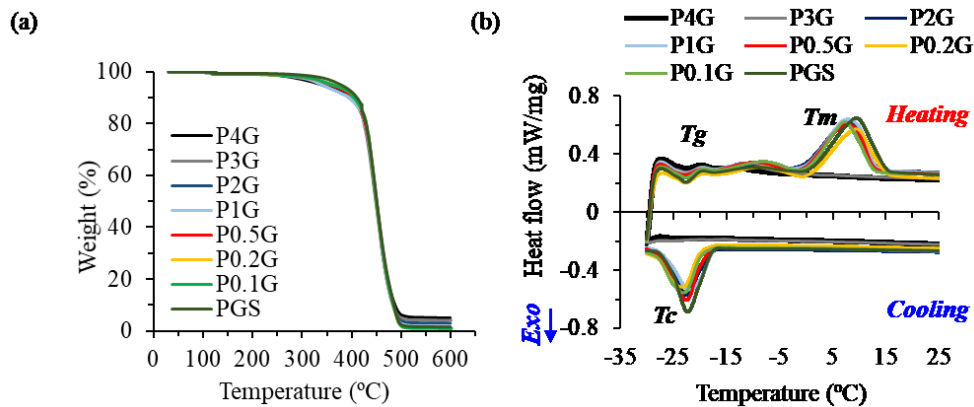 (a)
100
80
60
40
20
0
Weight (%)
P4G
P3G
P2G
P1G
P0.5G
P0.2G
P0.1G
PGS
0 100 200 300 400 500 600
Temperature (ºC)
(b)
P4G P3G P2G
P1G P0.5G P0.2G
P0.1G PGS
0.8
0.4
0
-0.4
-0.8
Heat flow (mW/mg)
Tg
Tm
Heating
Tc
Cooling
Exo
-35 -25 -15 -5 5 15 25
Temperature (ºC)